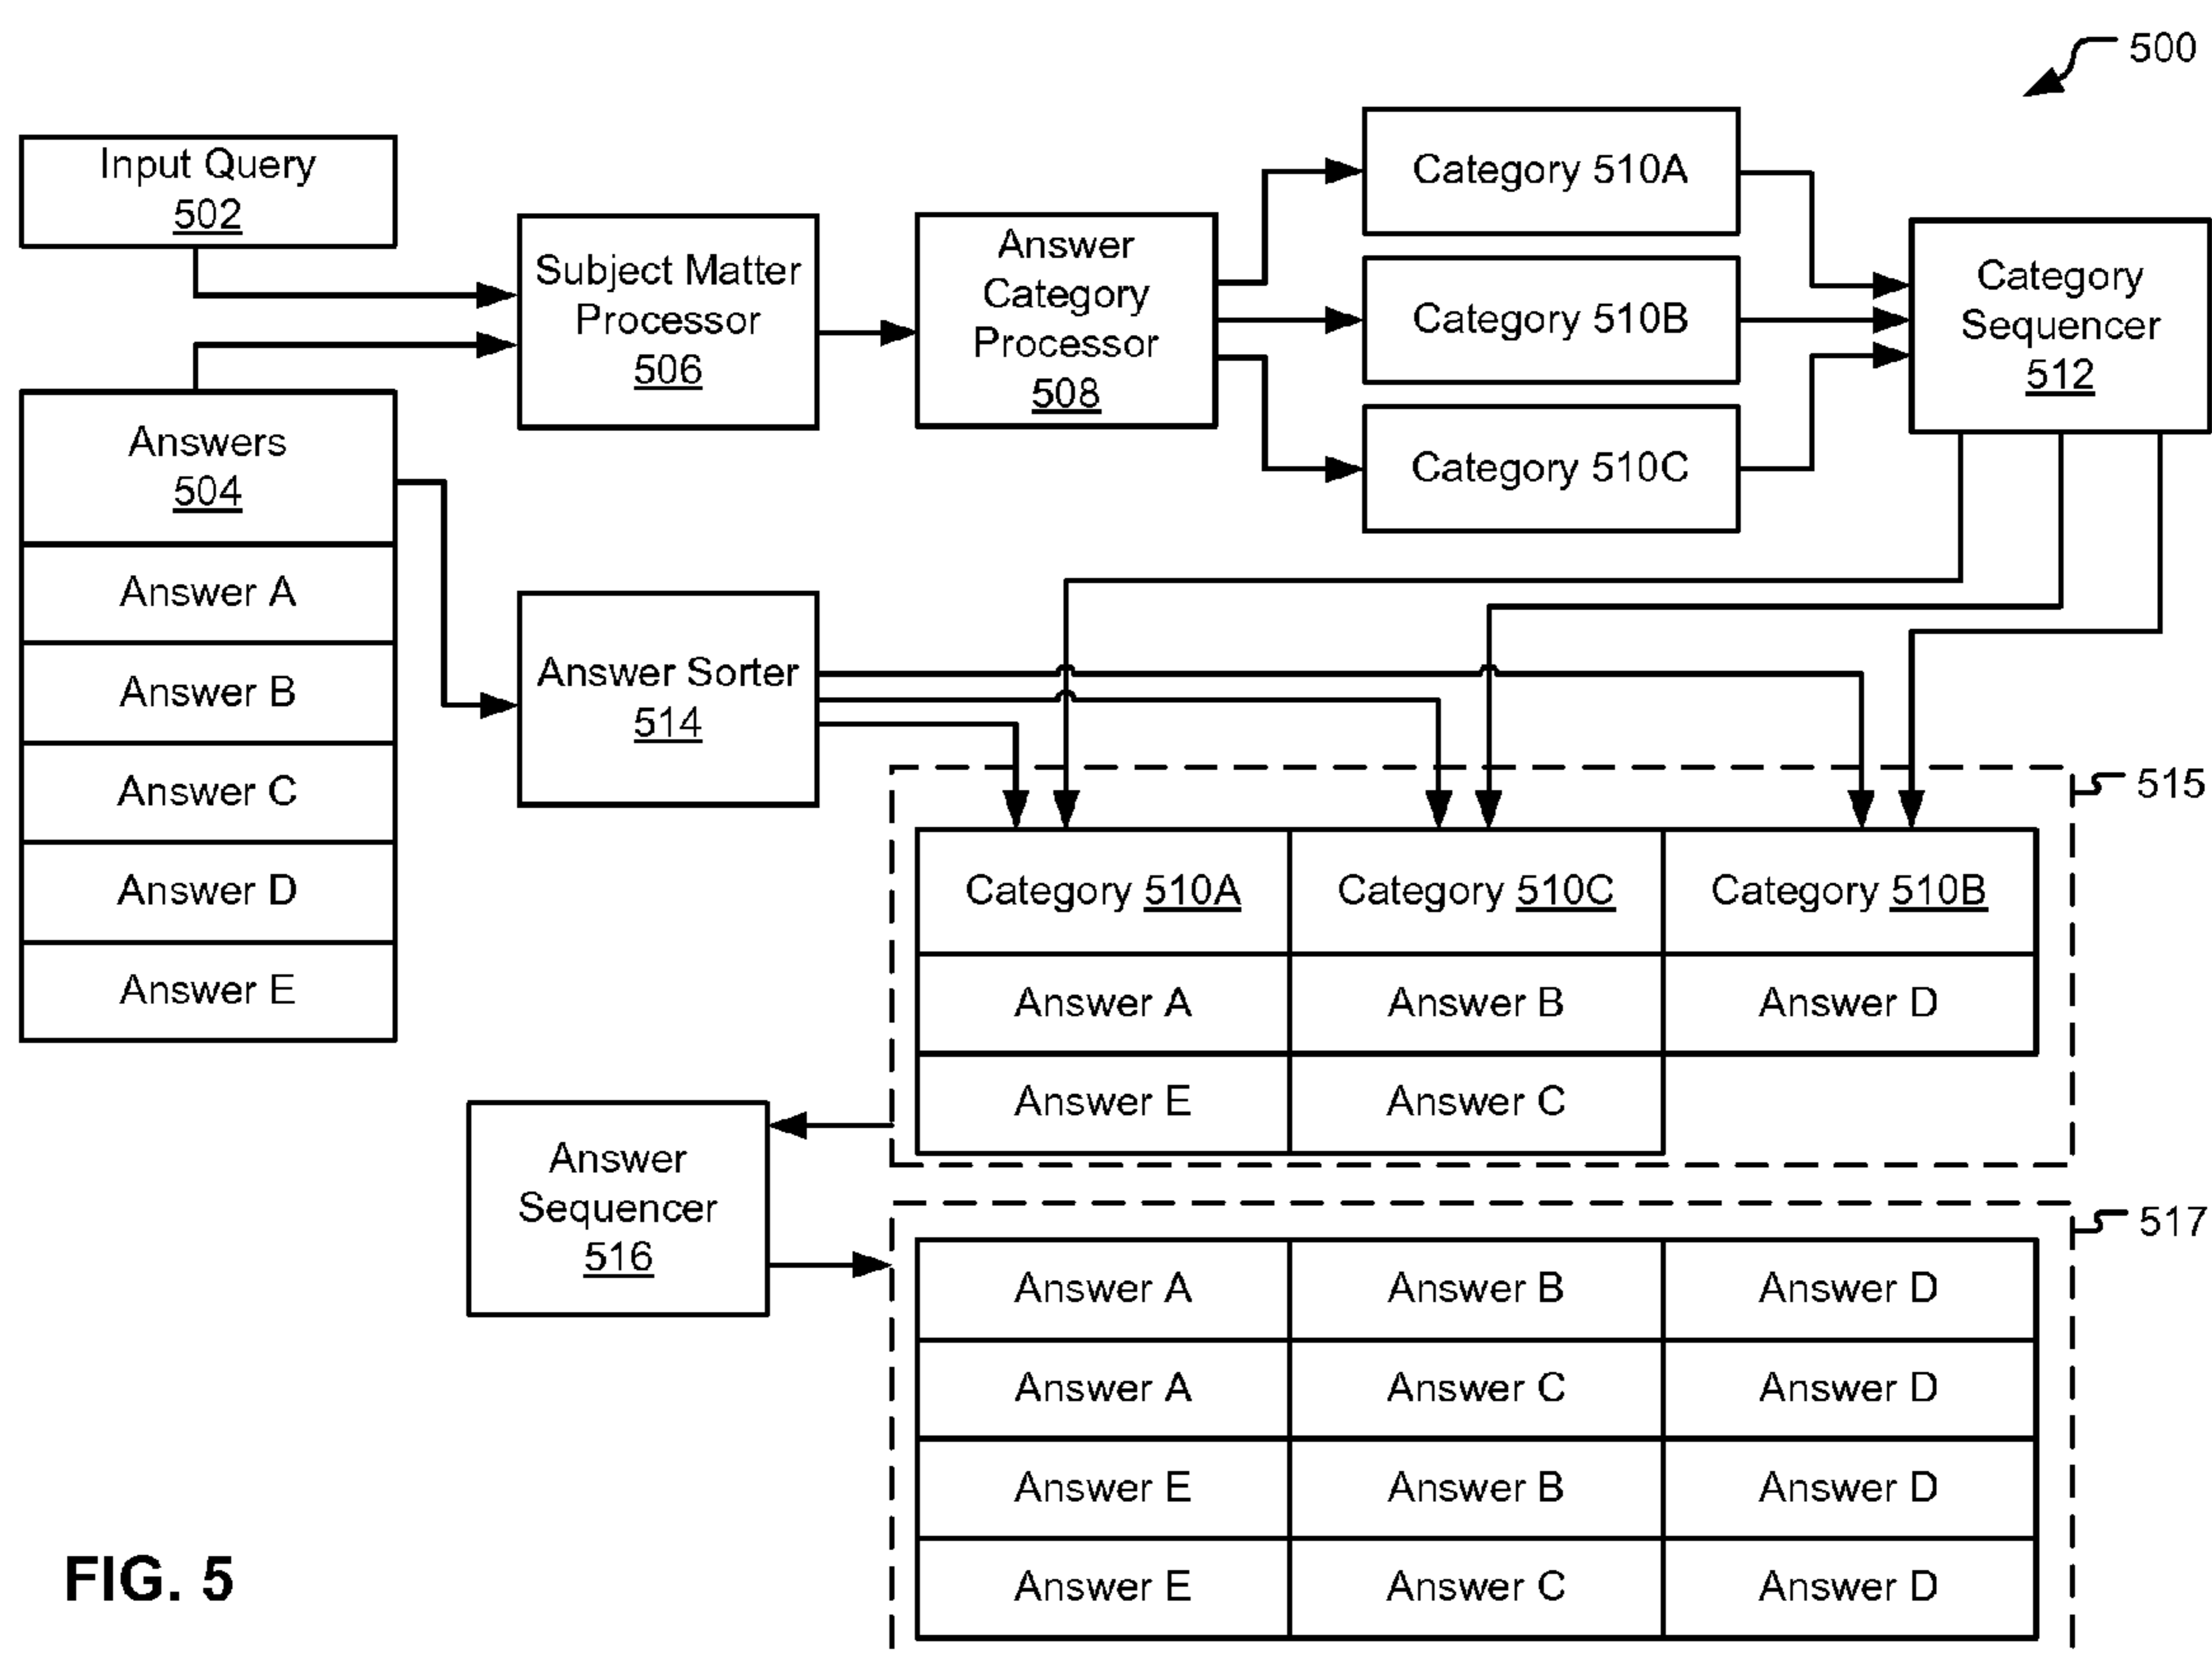 500
Input Query
502
Subject Matter
Processor
506
Answer
Category
Processor
508
Category 510A
Category 510B
Category 510C
Category
Sequencer
512
Answers
504
Answer A
Answer B
Answer C
Answer D
Answer E
Answer Sorter
514
515
Category 510A Category 510C Category 510B
Answer A Answer B Answer D
Answer E Answer C
Answer
Sequencer
516
517
Answer A Answer B Answer D
Answer A Answer C Answer D
Answer E Answer B Answer D
Answer E Answer C Answer D
FIG. 5